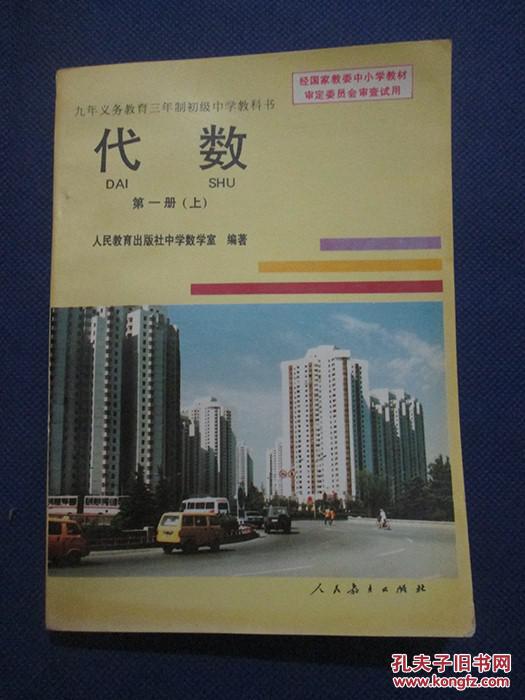 经国家教委中小学教材
审定委员会审查试用
九年义务教育三年制初级中学教科书
代 数
DAI SHU
第一册(上)
人民教育出版社中学数学室 编著
人民教育出版社
孔夫子旧书网
KONGFZ.COM